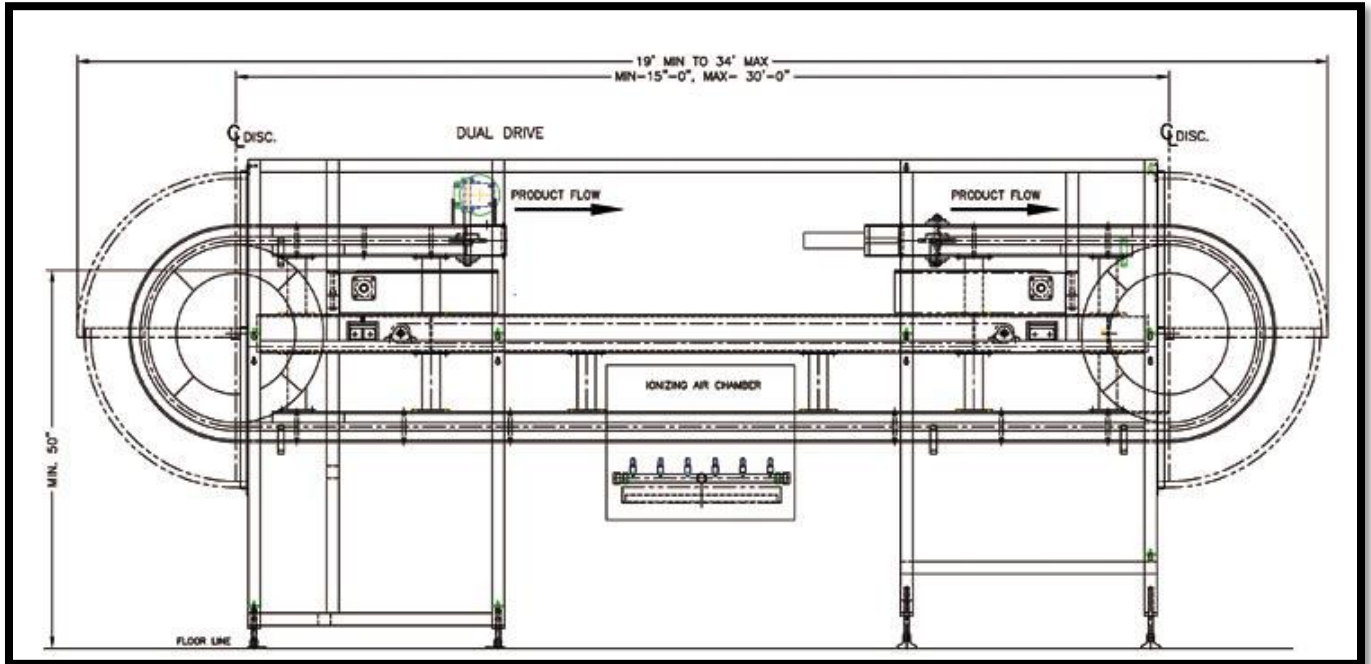 19' MIN TO 34' MAX
MIN-15"-0", MAX- 30'-0"
℄ DISC.
DUAL DRIVE
℄ DISC.
PRODUCT FLOW
PRODUCT FLOW
IONIZING AIR CHAMBER
MIN. 50"
FLOOR LINE